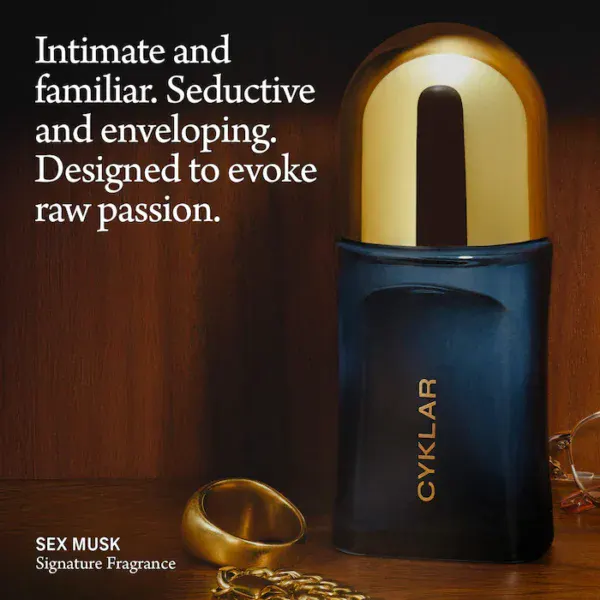 Intimate and
familiar. Seductive
and enveloping.
Designed to evoke
raw passion.
CYKLAR
SEX MUSK
Signature Fragrance